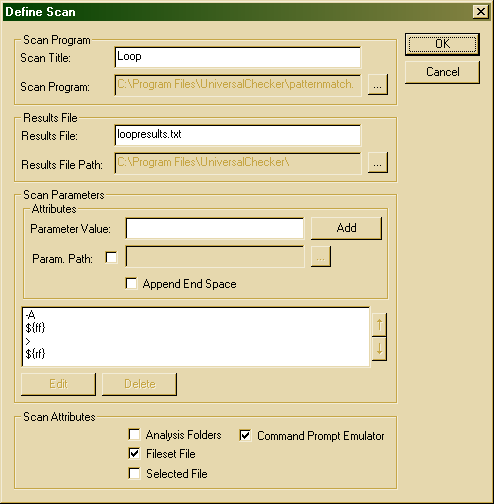 Define Scan
Scan Program
Scan Title: Loop
Scan Program: C:\Program Files\UniversalChecker\patternmatch. ...
OK
Cancel
Results File
Results File: loopresults.txt
Results File Path: C:\Program Files\UniversalChecker\ ...
Scan Parameters
Attributes
Parameter Value: Add
Param. Path: ...
Append End Space
-A
${ff}
>
${rf}
Edit Delete
Scan Attributes
Analysis Folders Command Prompt Emulator
Fileset File
Selected File